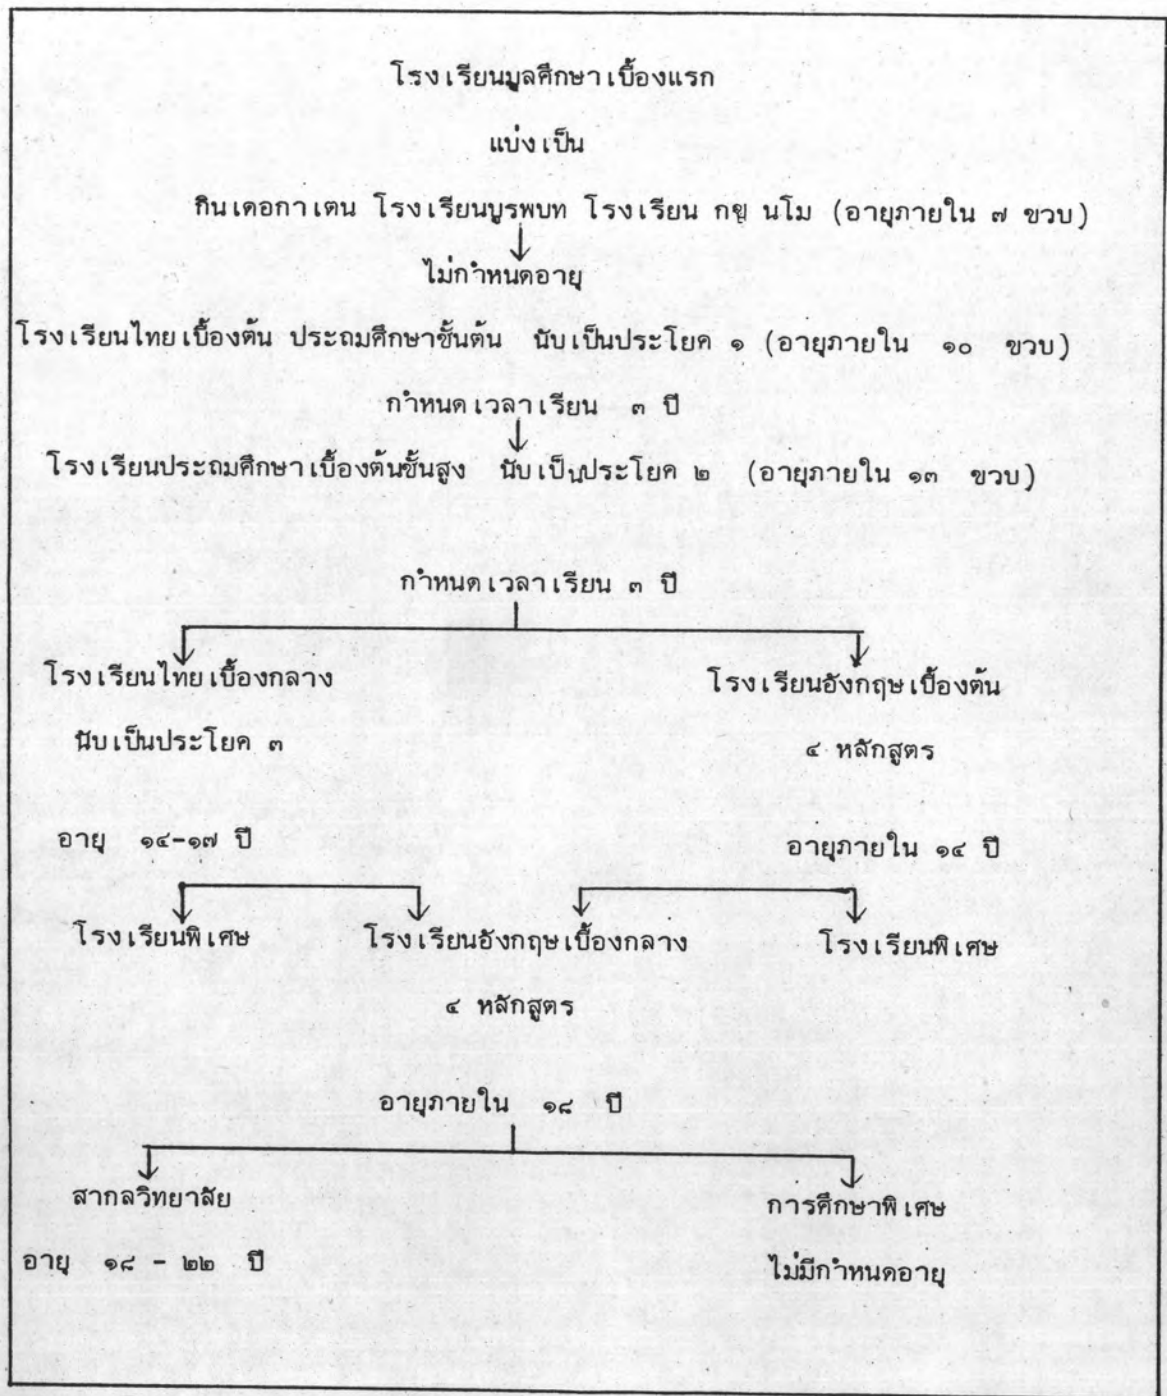 โรงเรียนมูลศึกษาเบื้องแรก
แบ่งเป็น
กินเดอกาเตน โรงเรียนบูรพบท โรงเรียน กข นโม (อายุภายใน ๗ ขวบ)
ไม่กำหนดอายุ
โรงเรียนไทยเบื้องต้น ประถมศึกษาชั้นต้น นับเป็นประโยค ๑ (อายุภายใน ๑๐ ขวบ)
กำหนดเวลาเรียน ๓ ปี
โรงเรียนประถมศึกษาเบื้องต้นชั้นสูง นับเป็นประโยค ๒ (อายุภายใน ๑๓ ขวบ)
กำหนดเวลาเรียน ๓ ปี
โรงเรียนไทยเบื้องกลาง โรงเรียนอังกฤษเบื้องต้น
นับเป็นประโยค ๓ ๔ หลักสูตร
อายุ ๑๔-๑๗ ปี อายุภายใน ๑๔ ปี
โรงเรียนพิเศษ โรงเรียนอังกฤษเบื้องกลาง โรงเรียนพิเศษ
๔ หลักสูตร
อายุภายใน ๑๘ ปี
สากลวิทยาลัย การศึกษาพิเศษ
อายุ ๑๘ - ๒๒ ปี ไม่มีกำหนดอายุ